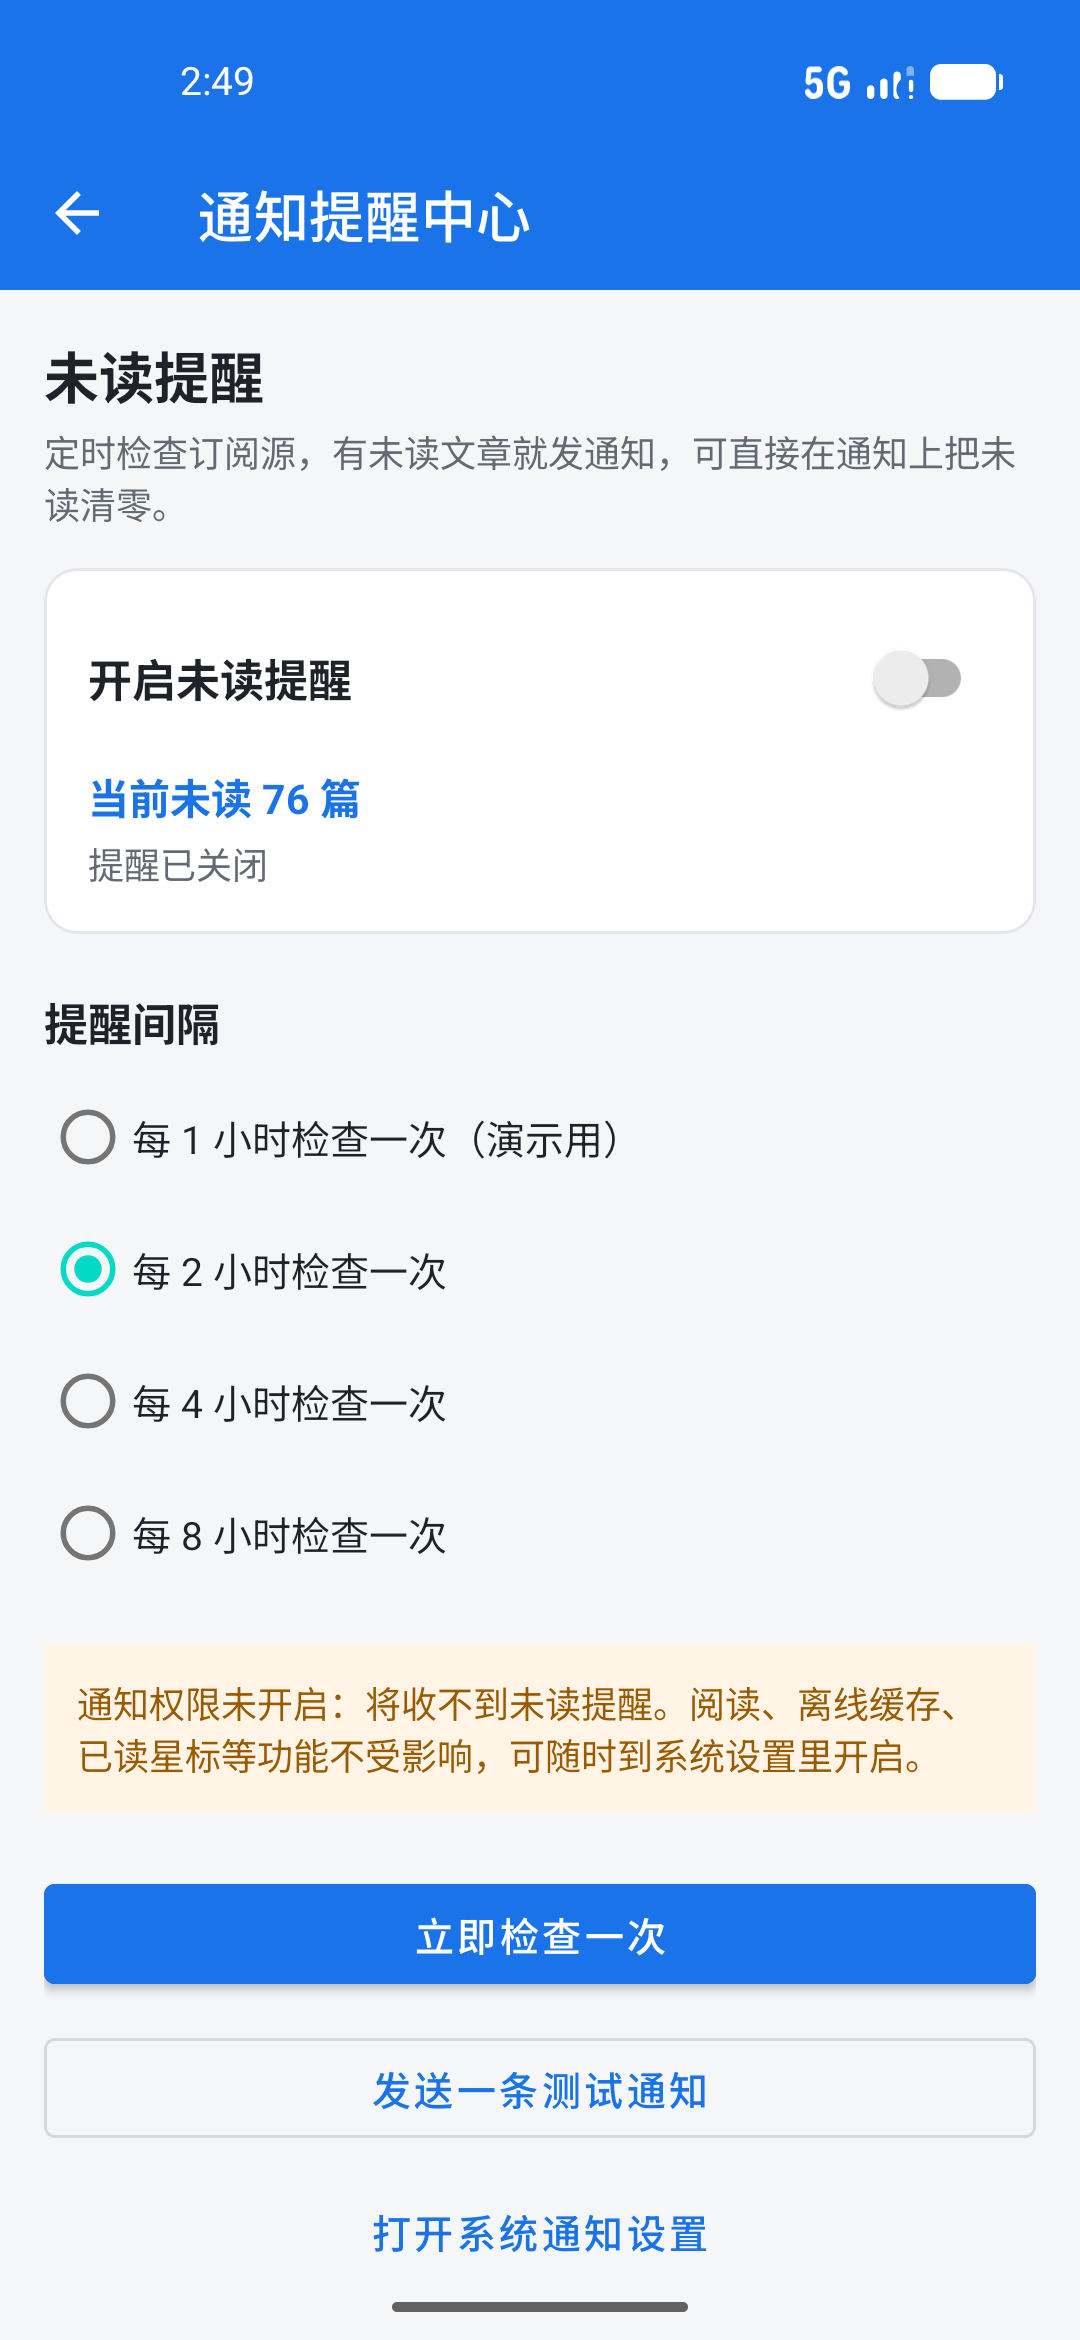 2:49
5G
通知提醒中心
未读提醒
定时检查订阅源，有未读文章就发通知，可直接在通知上把未
读清零。
开启未读提醒
当前未读 76 篇
提醒已关闭
提醒间隔
每 1 小时检查一次（演示用）
每 2 小时检查一次
每 4 小时检查一次
每 8 小时检查一次
通知权限未开启：将收不到未读提醒。阅读、离线缓存、
已读星标等功能不受影响，可随时到系统设置里开启。
立即检查一次
发送一条测试通知
打开系统通知设置